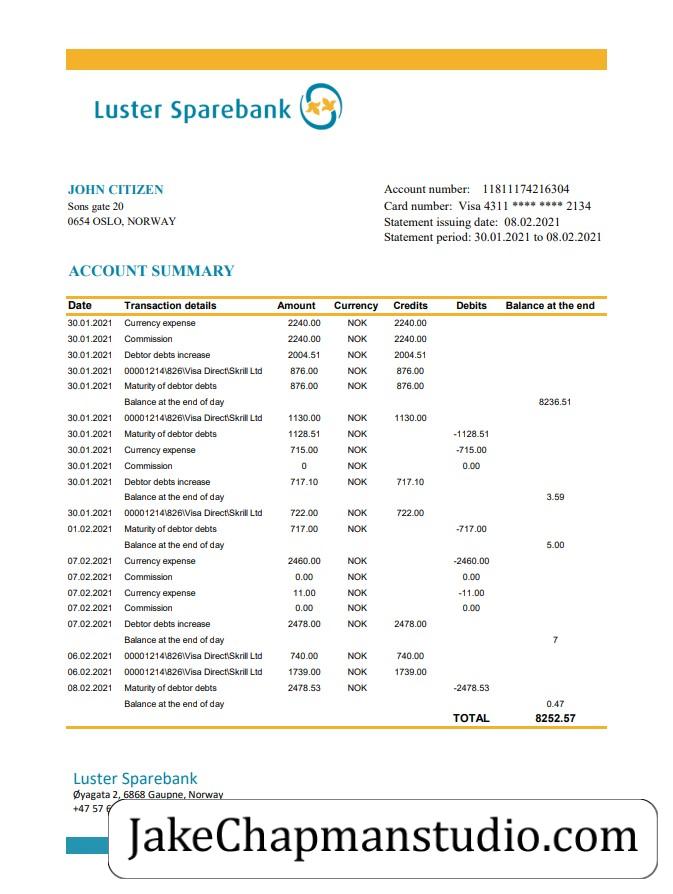 Luster Sparebank
JOHN CITIZEN
Sons gate 20
0654 OSLO, NORWAY
Account number: 11811174216304
Card number: Visa 4311 **** **** 2134
Statement issuing date: 08.02.2021
Statement period: 30.01.2021 to 08.02.2021
ACCOUNT SUMMARY
Date Transaction details Amount Currency Credits Debits Balance at the end
30.01.2021 Currency expense 2240.00 NOK 2240.00
30.01.2021 Commission 2240.00 NOK 2240.00
30.01.2021 Debtor debts increase 2004.51 NOK 2004.51
30.01.2021 00001214\826\Visa Direct\Skrill Ltd 876.00 NOK 876.00
30.01.2021 Maturity of debtor debts 876.00 NOK 876.00
Balance at the end of day 8236.51
30.01.2021 00001214\826\Visa Direct\Skrill Ltd 1130.00 NOK 1130.00
30.01.2021 Maturity of debtor debts 1128.51 NOK -1128.51
30.01.2021 Currency expense 715.00 NOK -715.00
30.01.2021 Commission 0 NOK 0.00
30.01.2021 Debtor debts increase 717.10 NOK 717.10
Balance at the end of day 3.59
30.01.2021 00001214\826\Visa Direct\Skrill Ltd 722.00 NOK 722.00
01.02.2021 Maturity of debtor debts 717.00 NOK -717.00
Balance at the end of day 5.00
07.02.2021 Currency expense 2460.00 NOK -2460.00
07.02.2021 Commission 0.00 NOK 0.00
07.02.2021 Currency expense 11.00 NOK -11.00
07.02.2021 Commission 0.00 NOK 0.00
07.02.2021 Debtor debts increase 2478.00 NOK 2478.00
Balance at the end of day 7
06.02.2021 00001214\826\Visa Direct\Skrill Ltd 740.00 NOK 740.00
06.02.2021 00001214\826\Visa Direct\Skrill Ltd 1739.00 NOK 1739.00
08.02.2021 Maturity of debtor debts 2478.53 NOK -2478.53
Balance at the end of day 0.47
TOTAL 8252.57
Luster Sparebank
Øyagata 2, 6868 Gaupne, Norway
+47 57
JakeChapmanstudio.com